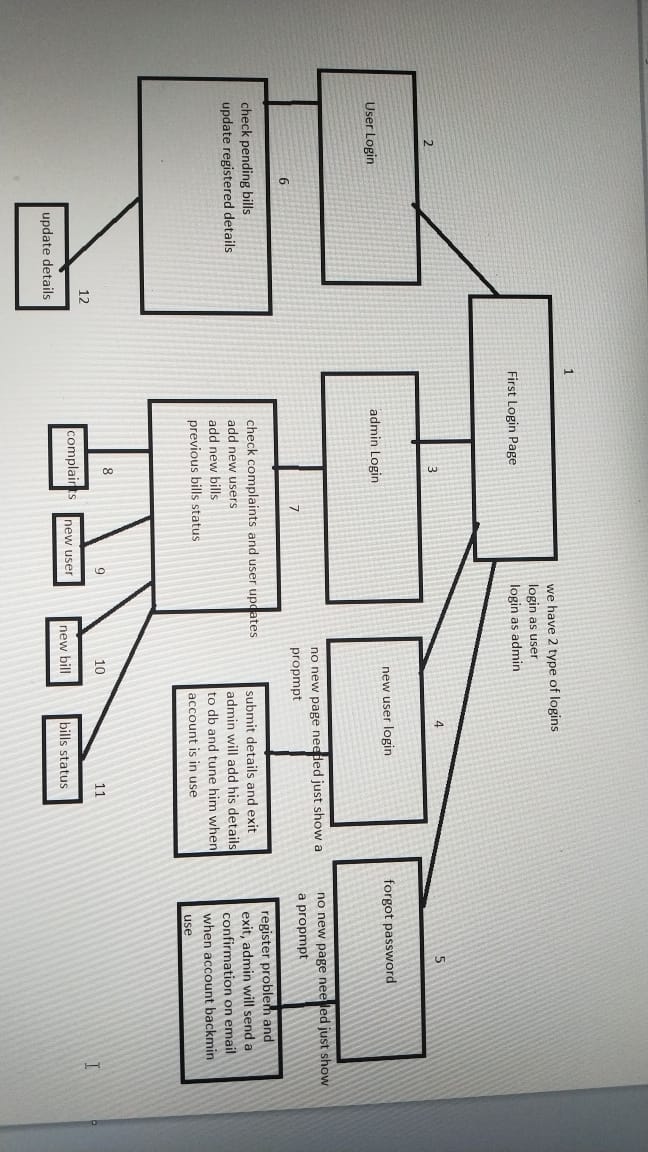 1
First Login Page
we have 2 type of logins
login as user
login as admin
2
User Login
3
admin Login
4
new user login
no new page needed just show a
propmpt
5
forgot password
no new page needed just show
a propmpt
6
check pending bills
update registered details
7
check complaints and user updates
add new users
add new bills
previous bills status
submit details and exit
admin will add his details
to db and tune him when
account is in use
register problem and
exit, admin will send a
confirmation on email
when account backmin
use
8
complaints
9
new user
10
new bill
11
bills status
12
update details